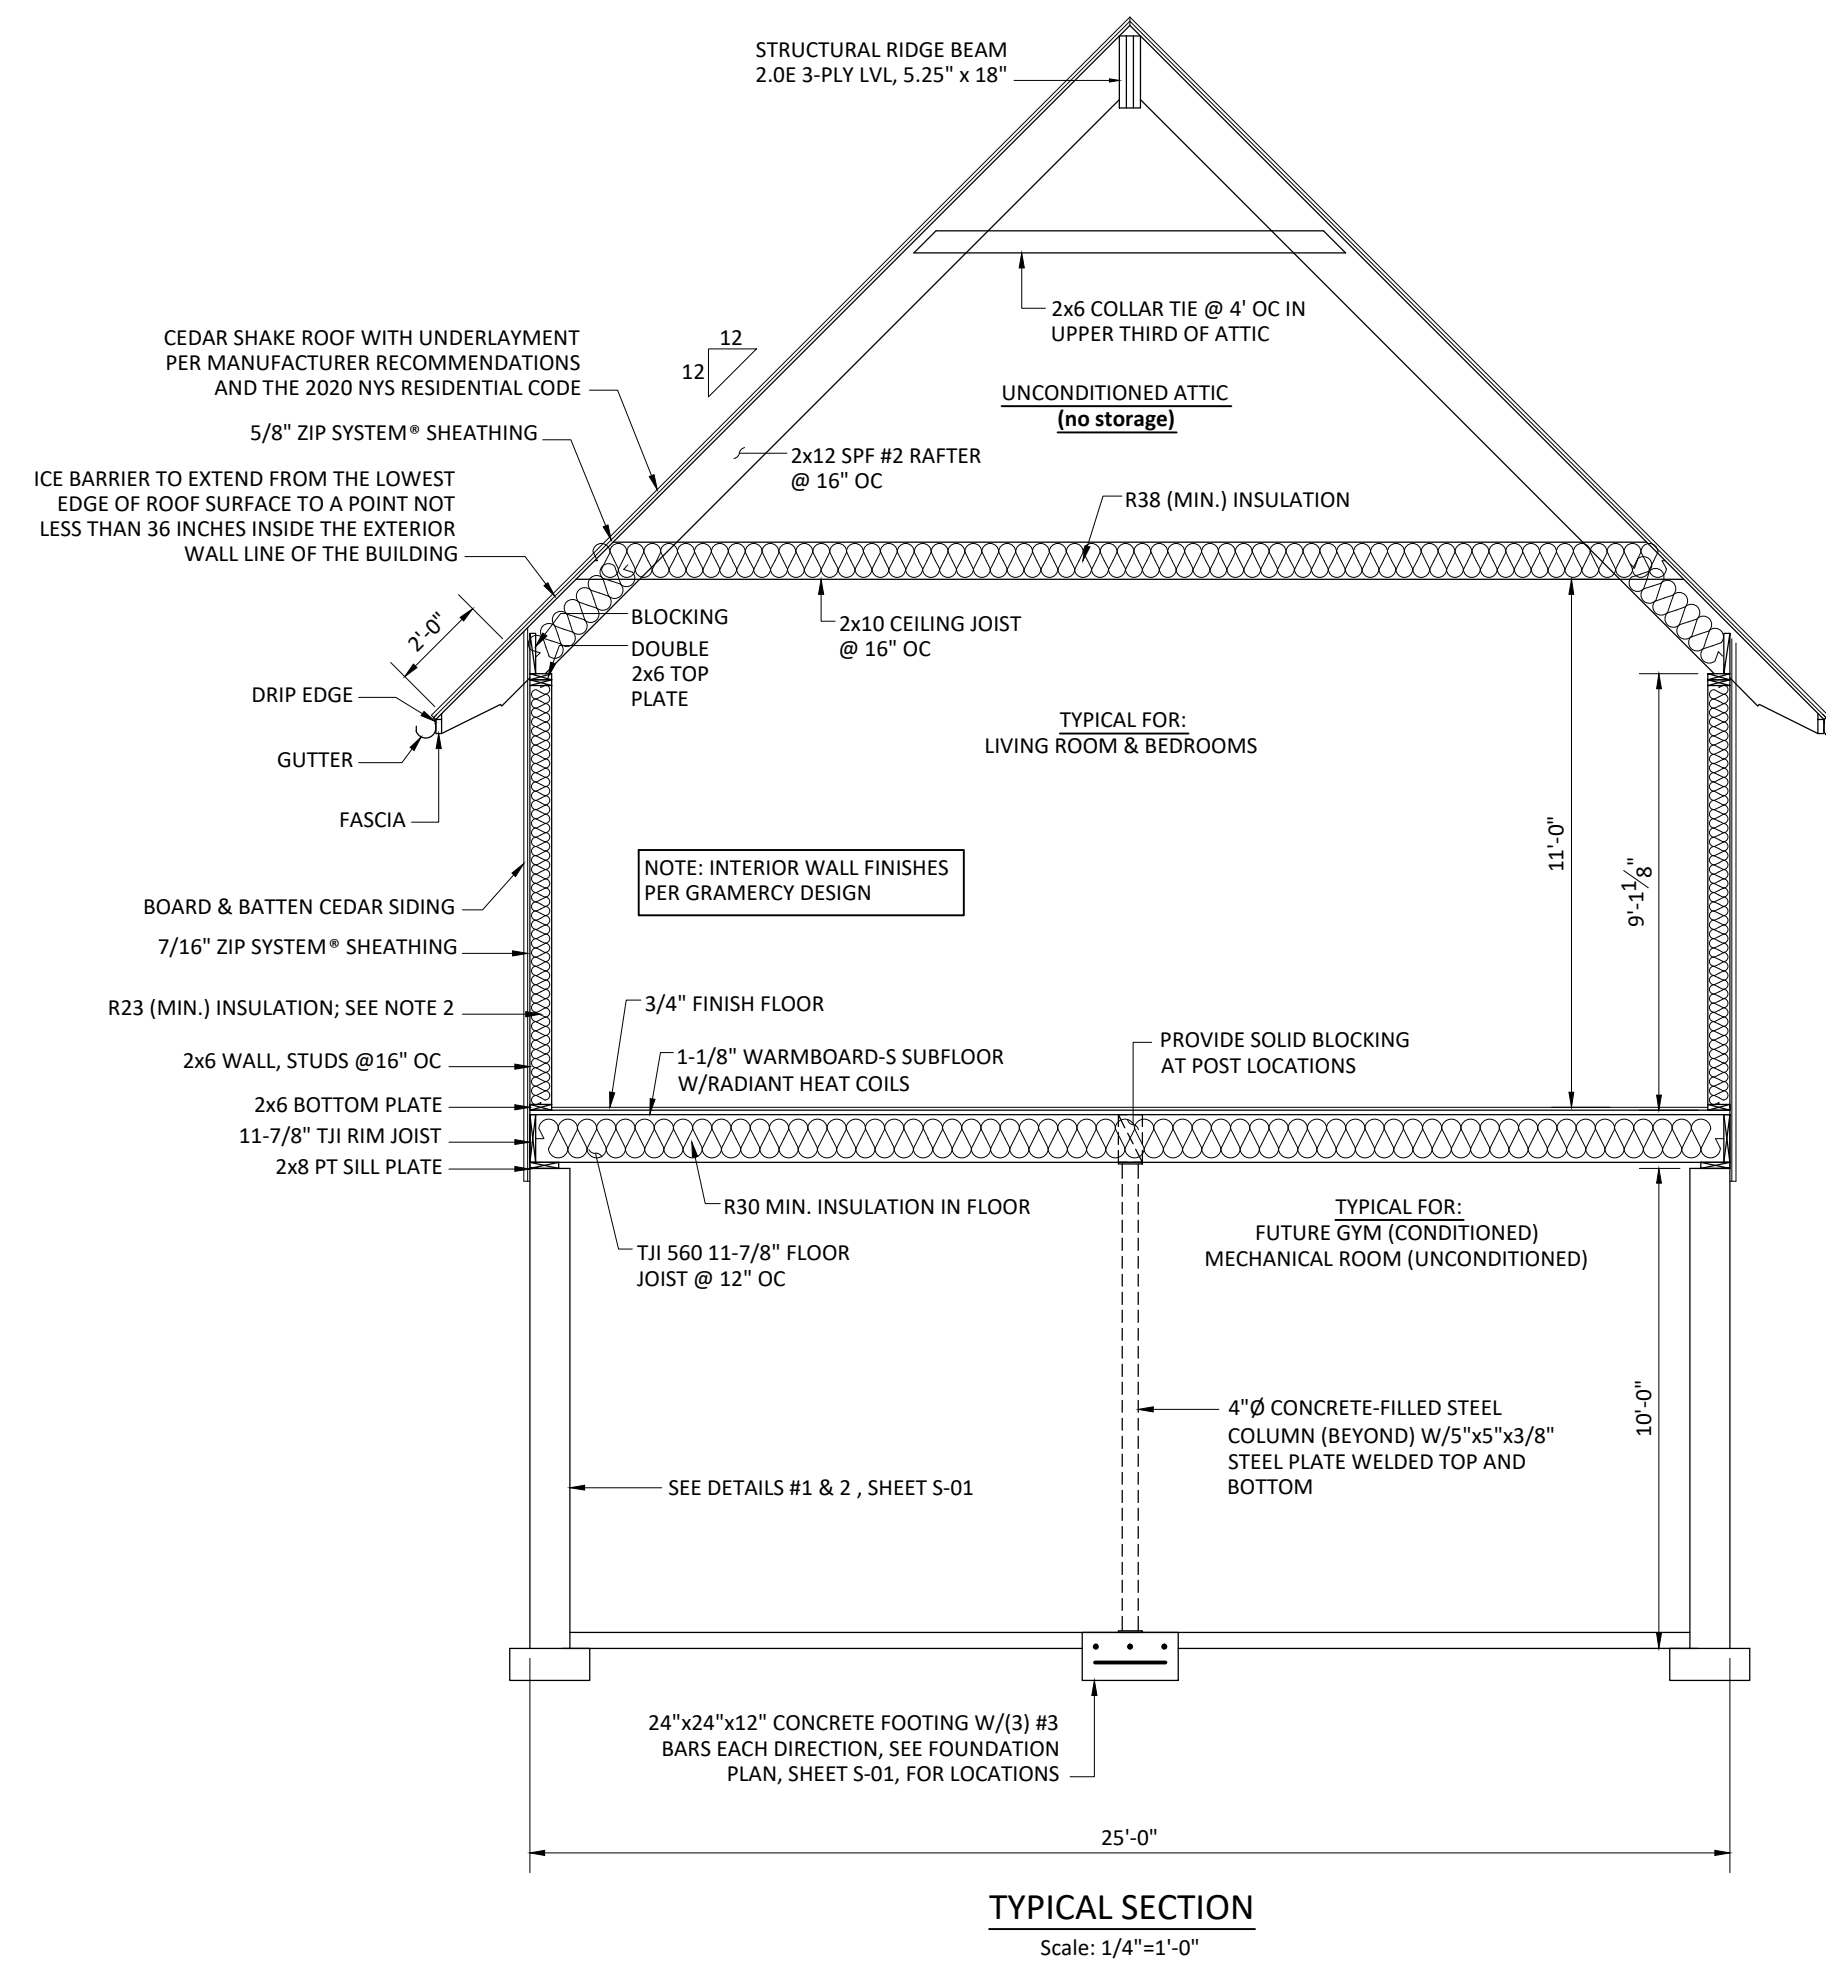 STRUCTURAL RIDGE BEAM
2.0E 3-PLY LVL, 5.25" x 18"
2x6 COLLAR TIE @ 4' OC IN
UPPER THIRD OF ATTIC
CEDAR SHAKE ROOF WITH UNDERLAYMENT
PER MANUFACTURER RECOMMENDATIONS
AND THE 2020 NYS RESIDENTIAL CODE
12
12
UNCONDITIONED ATTIC
(no storage)
5/8" ZIP SYSTEM® SHEATHING
2x12 SPF #2 RAFTER
@ 16" OC
ICE BARRIER TO EXTEND FROM THE LOWEST
EDGE OF ROOF SURFACE TO A POINT NOT
LESS THAN 36 INCHES INSIDE THE EXTERIOR
WALL LINE OF THE BUILDING
R38 (MIN.) INSULATION
2'-0"
BLOCKING
DOUBLE
2x6 TOP
PLATE
2x10 CEILING JOIST
@ 16" OC
DRIP EDGE
GUTTER
FASCIA
TYPICAL FOR:
LIVING ROOM & BEDROOMS
11'-0"
9'-1 1/8"
NOTE: INTERIOR WALL FINISHES
PER GRAMERCY DESIGN
BOARD & BATTEN CEDAR SIDING
7/16" ZIP SYSTEM® SHEATHING
R23 (MIN.) INSULATION; SEE NOTE 2
2x6 WALL, STUDS @16" OC
2x6 BOTTOM PLATE
11-7/8" TJI RIM JOIST
2x8 PT SILL PLATE
3/4" FINISH FLOOR
1-1/8" WARMBOARD-S SUBFLOOR
W/RADIANT HEAT COILS
PROVIDE SOLID BLOCKING
AT POST LOCATIONS
R30 MIN. INSULATION IN FLOOR
TJI 560 11-7/8" FLOOR
JOIST @ 12" OC
TYPICAL FOR:
FUTURE GYM (CONDITIONED)
MECHANICAL ROOM (UNCONDITIONED)
10'-0"
4"Ø CONCRETE-FILLED STEEL
COLUMN (BEYOND) W/5"x5"x3/8"
STEEL PLATE WELDED TOP AND
BOTTOM
SEE DETAILS #1 & 2 , SHEET S-01
24"x24"x12" CONCRETE FOOTING W/(3) #3
BARS EACH DIRECTION, SEE FOUNDATION
PLAN, SHEET S-01, FOR LOCATIONS
25'-0"
TYPICAL SECTION
Scale: 1/4"=1'-0"